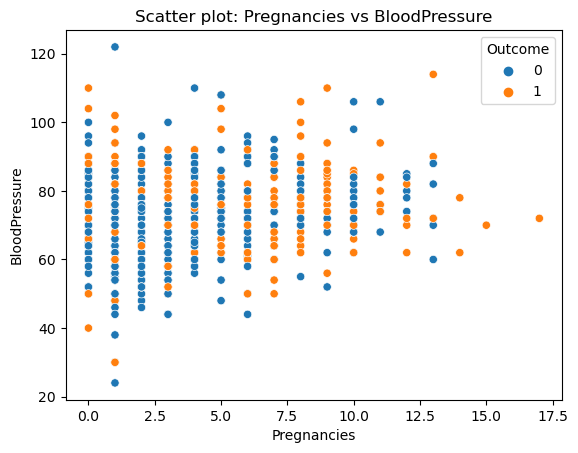 Scatter plot: Pregnancies vs BloodPressure
Outcome
0
1
120
100
80
60
40
20
BloodPressure
0.0 2.5 5.0 7.5 10.0 12.5 15.0 17.5
Pregnancies